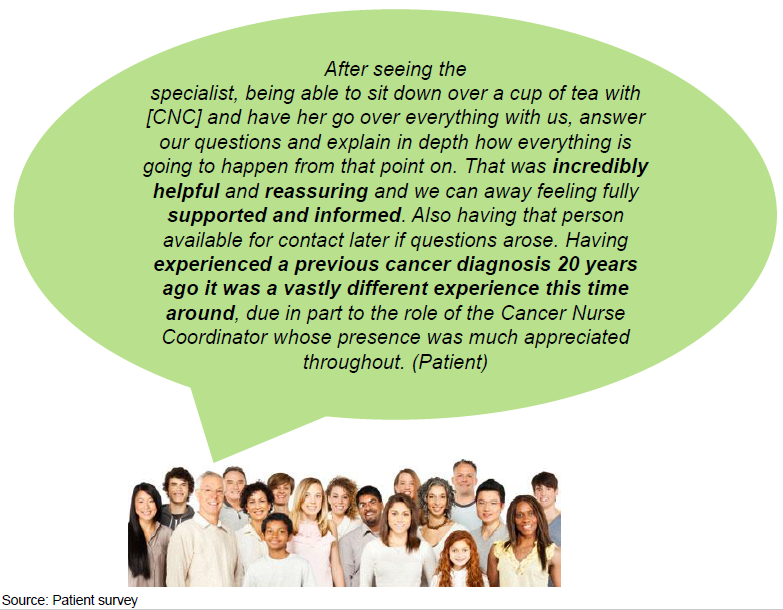 After seeing the
specialist, being able to sit down over a cup of tea with
[CNC] and have her go over everything with us, answer
our questions and explain in depth how everything is
going to happen from that point on. That was incredibly
helpful and reassuring and we can away feeling fully
supported and informed. Also having that person
available for contact later if questions arose. Having
experienced a previous cancer diagnosis 20 years
ago it was a vastly different experience this time
around, due in part to the role of the Cancer Nurse
Coordinator whose presence was much appreciated
throughout. (Patient)
Source: Patient survey